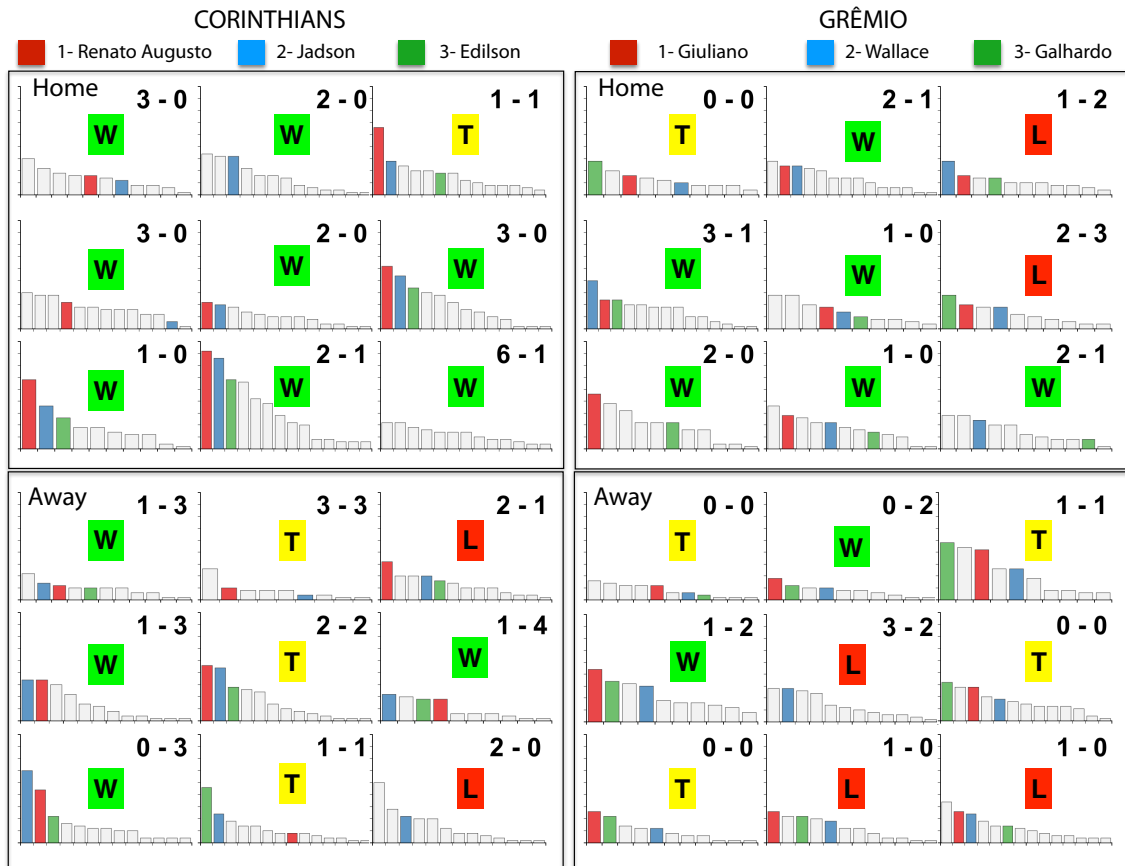 CORINTHIANS
1- Renato Augusto 2- Jadson 3- Edilson
Home
3 - 0 2 - 0 1 - 1
W W T
3 - 0 2 - 0 3 - 0
W W W
1 - 0 2 - 1 6 - 1
W W W
Away
1 - 3 3 - 3 2 - 1
W T L
1 - 3 2 - 2 1 - 4
W T W
0 - 3 1 - 1 2 - 0
W T L
GRÊMIO
1- Giuliano 2- Wallace 3- Galhardo
Home
0 - 0 2 - 1 1 - 2
T W L
3 - 1 1 - 0 2 - 3
W W L
2 - 0 1 - 0 2 - 1
W W W
Away
0 - 0 0 - 2 1 - 1
T W T
1 - 2 3 - 2 0 - 0
W L T
0 - 0 1 - 0 1 - 0
T L L